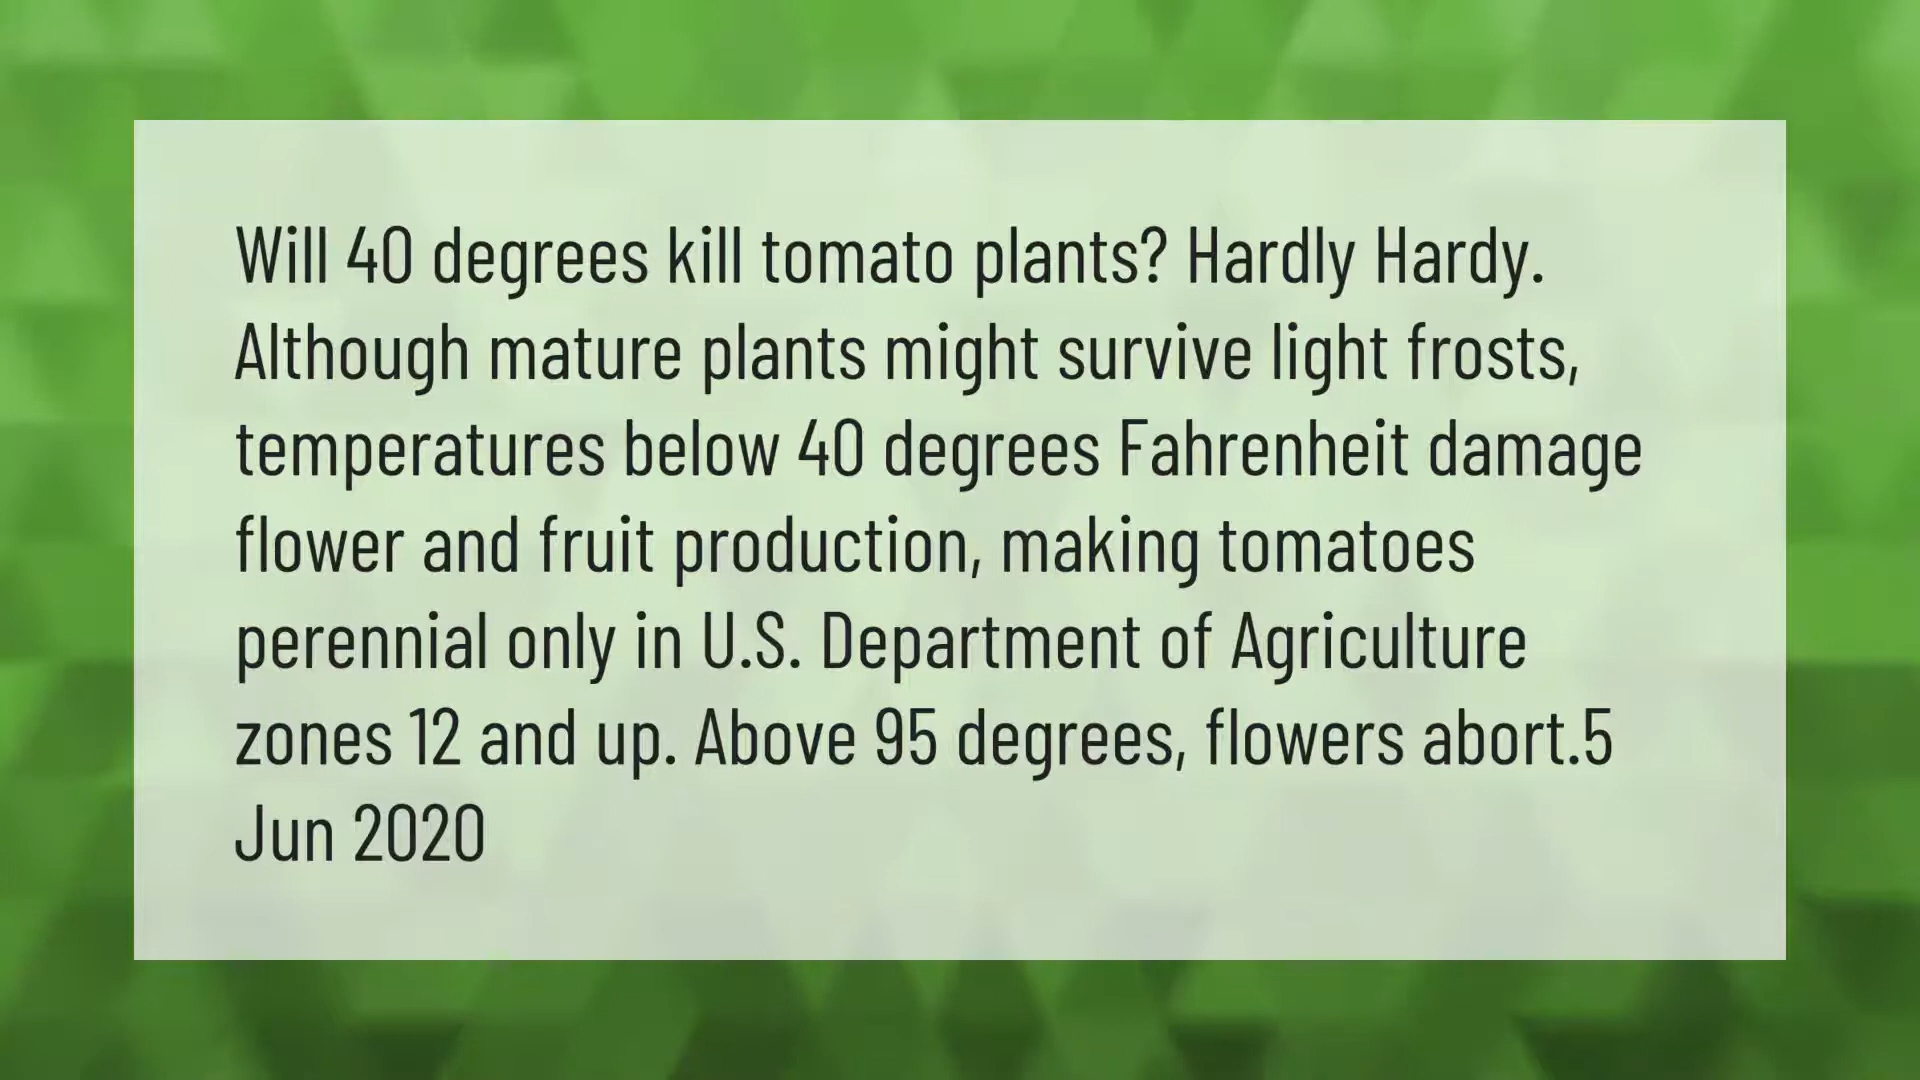 Will 40 degrees kill tomato plants? Hardly Hardy.
Although mature plants might survive light frosts,
temperatures below 40 degrees Fahrenheit damage
flower and fruit production, making tomatoes
perennial only in U.S. Department of Agriculture
zones 12 and up. Above 95 degrees, flowers abort.5
Jun 2020